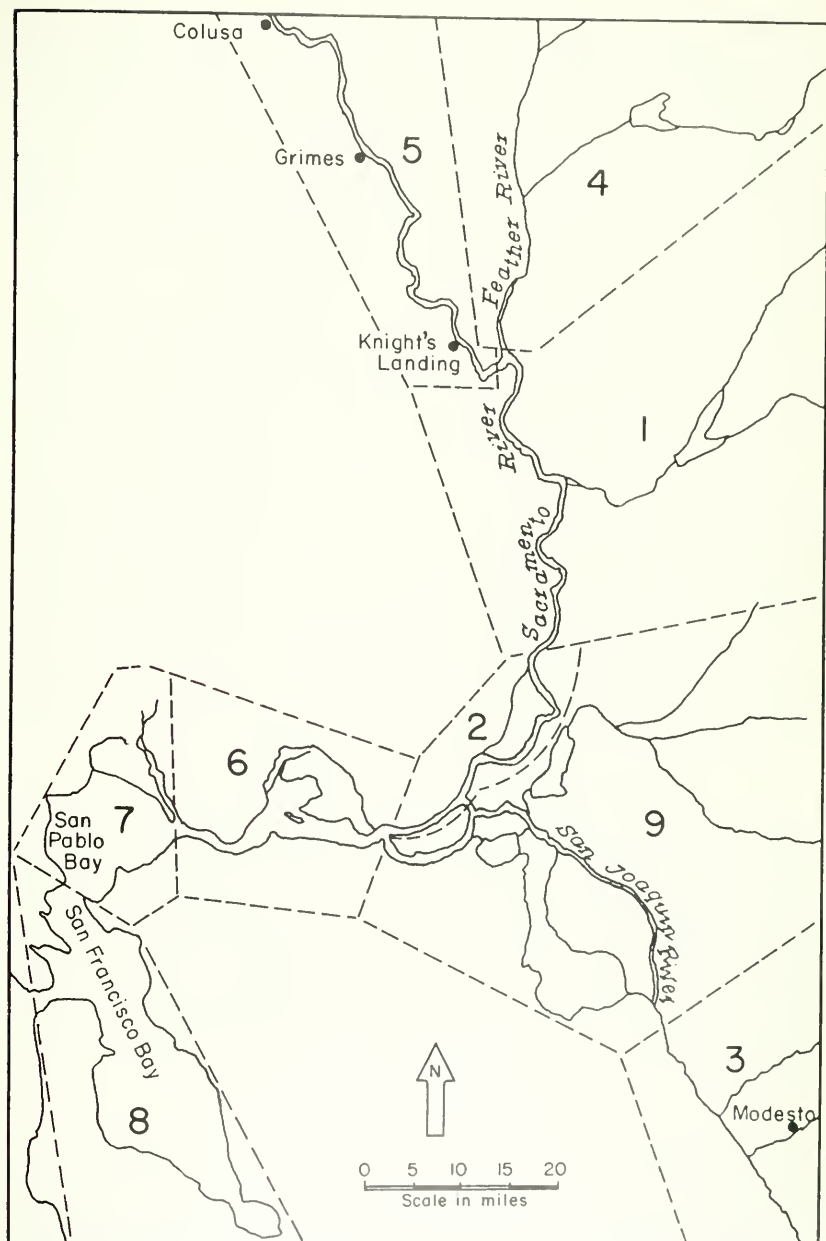 Colusa
Grimes
5
Feather River
4
Knight's
Landing
River
1
Sacramento
2
6
7
San
Pablo
Bay
9
San Joaquin River
San Francisco Bay
N
3
Modesto
8
0 5 10 15 20
Scale in miles